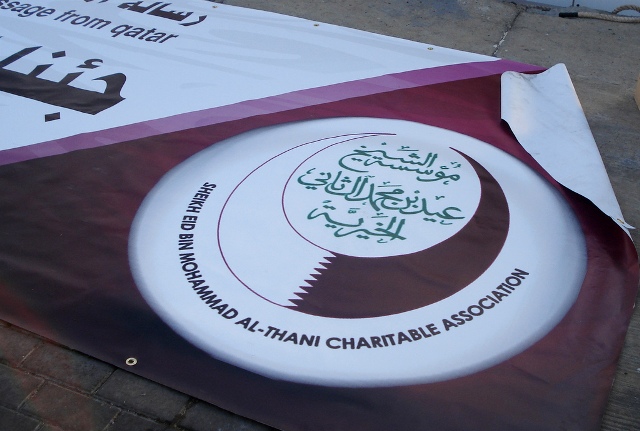 رسالة
ssage from qatar
مؤسسة الشيخ
عيد بن محمد آل ثاني
الخيرية
SHEIKH EID BIN MOHAMMAD AL-THANI CHARITABLE ASSOCIATION